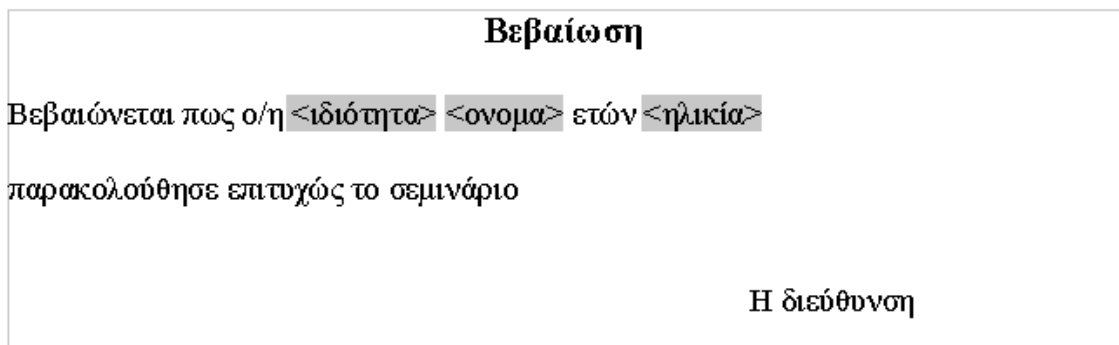 Βεβαίωση
Βεβαιώνεται πως ο/η <ιδιότητα> <ονομα> ετών <ηλικία>
παρακολούθησε επιτυχώς το σεμινάριο
Η διεύθυνση